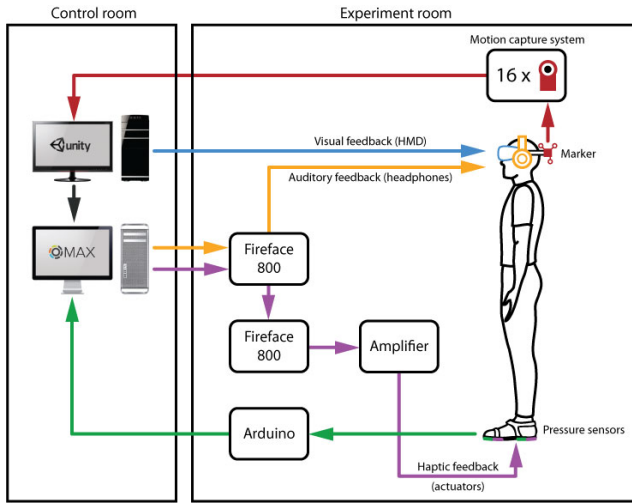 Control room
Experiment room
Motion capture system
16 x
unity
Visual feedback (HMD)
Marker
Auditory feedback (headphones)
MAX
Fireface
800
Fireface
800
Amplifier
Arduino
Pressure sensors
Haptic feedback
(actuators)